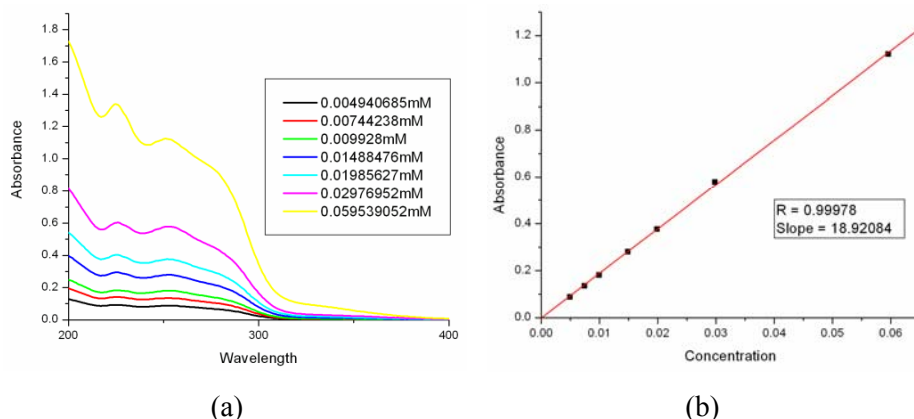 1.8
1.6
1.4
1.2
1.0
0.8
0.6
0.4
0.2
0.0
200
300
400
Absorbance
Wavelength
0.004940685mM
0.00744238mM
0.009928mM
0.01488476mM
0.01985627mM
0.02976952mM
0.059539052mM
(a)
1.2
1.0
0.8
0.6
0.4
0.2
0.0
0.00
0.01
0.02
0.03
0.04
0.05
0.06
Absorbance
Concentration
R = 0.99978
Slope = 18.92084
(b)